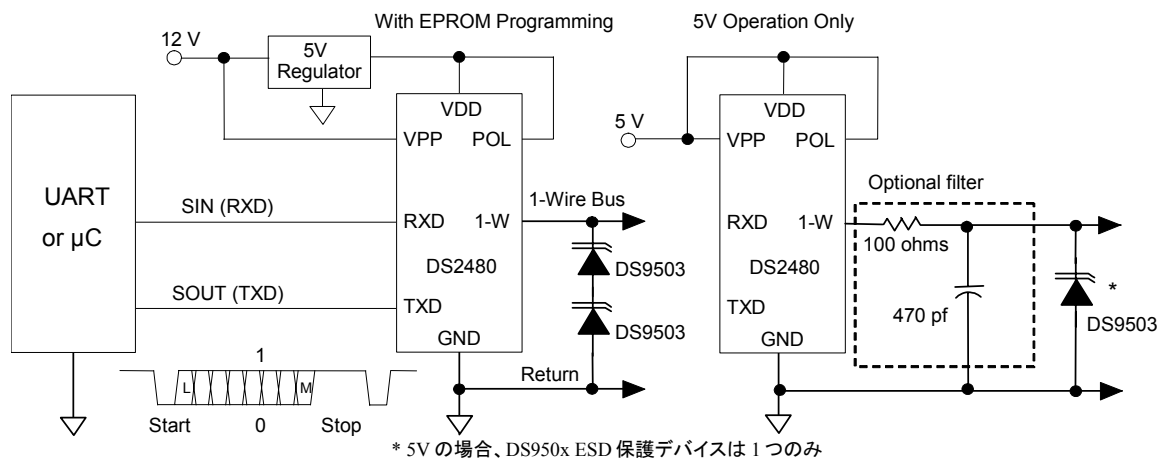 With EPROM Programming
5V Operation Only
12 V
5V
Regulator
VDD
VPP
POL
UART
or µC
SIN (RXD)
RXD
1-W
1-Wire Bus
DS2480
DS9503
SOUT (TXD)
TXD
DS9503
GND
Return
1
L
M
Start
0
Stop
5 V
VDD
VPP
POL
Optional filter
RXD
1-W
100 ohms
DS2480
TXD
470 pf
*
DS9503
GND
* 5V の場合、DS950x ESD 保護デバイスは 1 つのみ